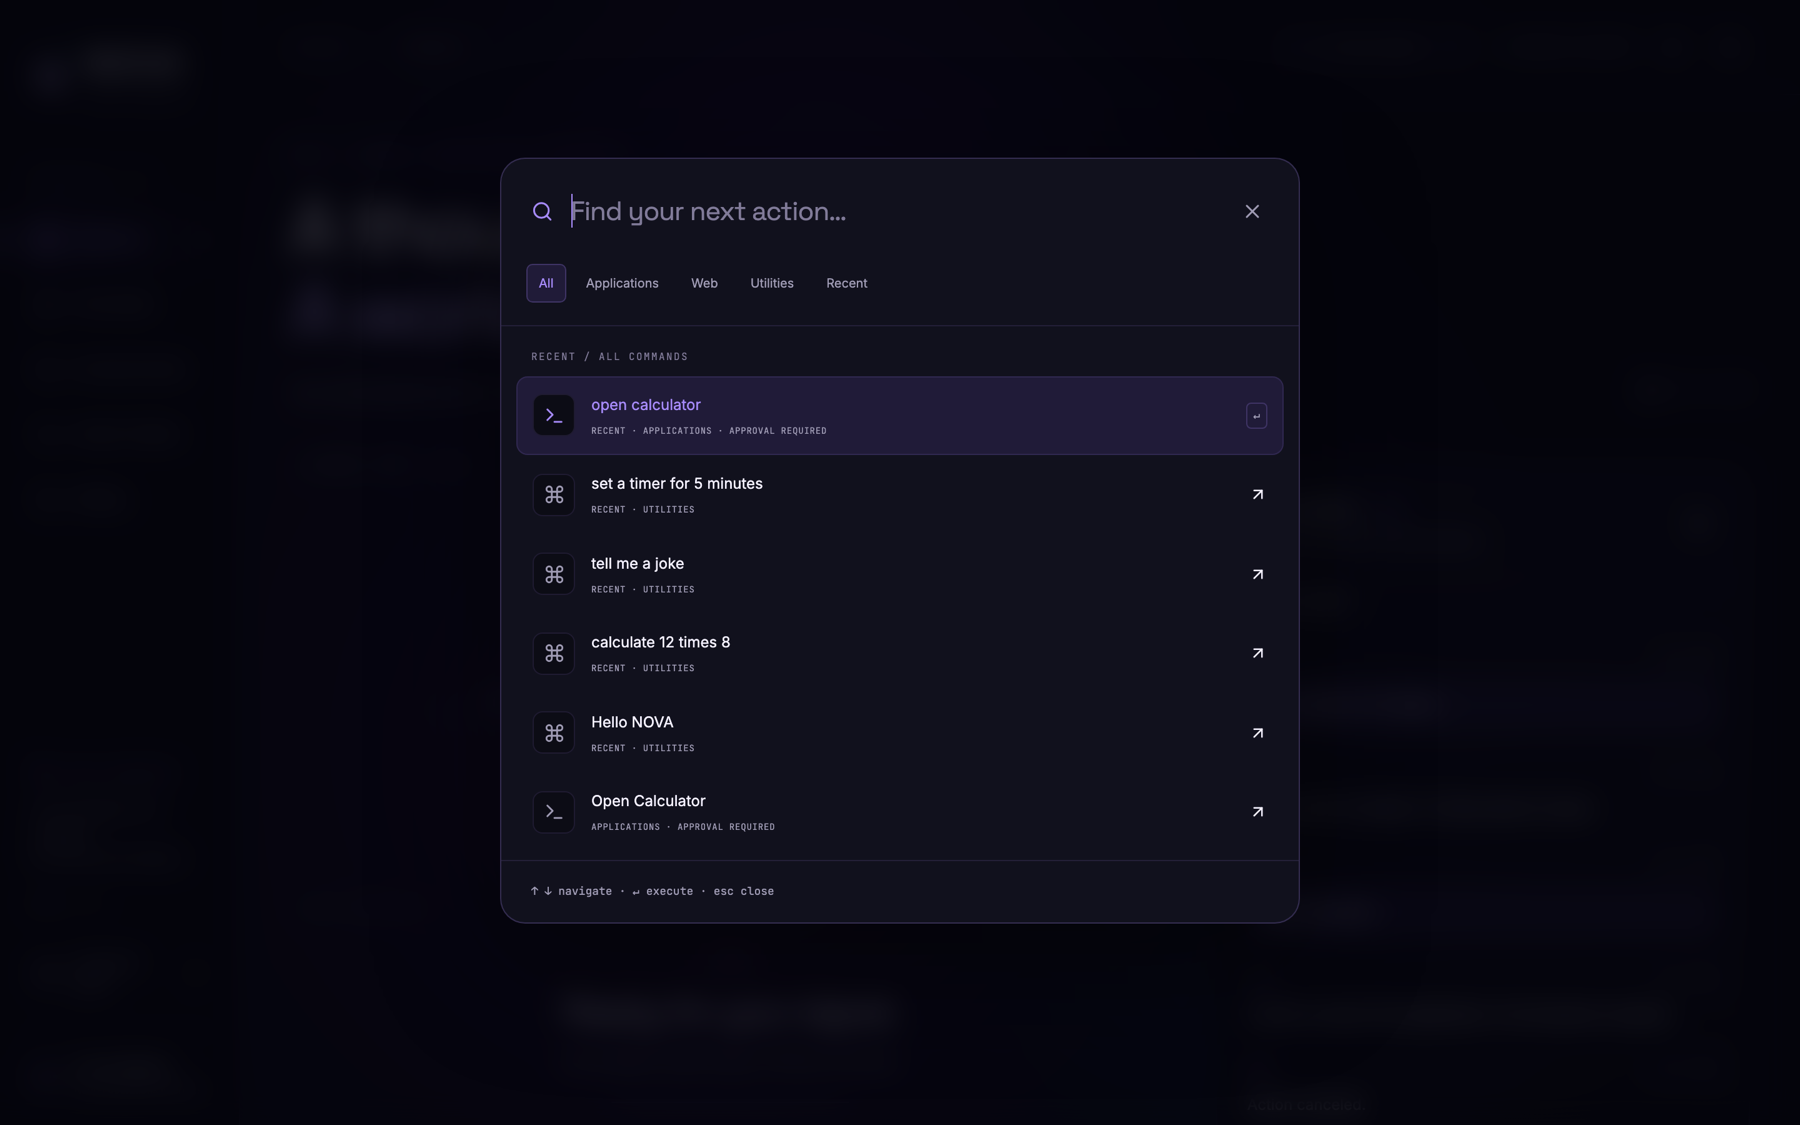 Find your next action...
All Applications Web Utilities Recent
RECENT / ALL COMMANDS
open calculator
RECENT · APPLICATIONS · APPROVAL REQUIRED
set a timer for 5 minutes
RECENT · UTILITIES
tell me a joke
RECENT · UTILITIES
calculate 12 times 8
RECENT · UTILITIES
Hello NOVA
RECENT · UTILITIES
Open Calculator
APPLICATIONS · APPROVAL REQUIRED
↑ ↓ navigate · ↵ execute · esc close
Action canceled.